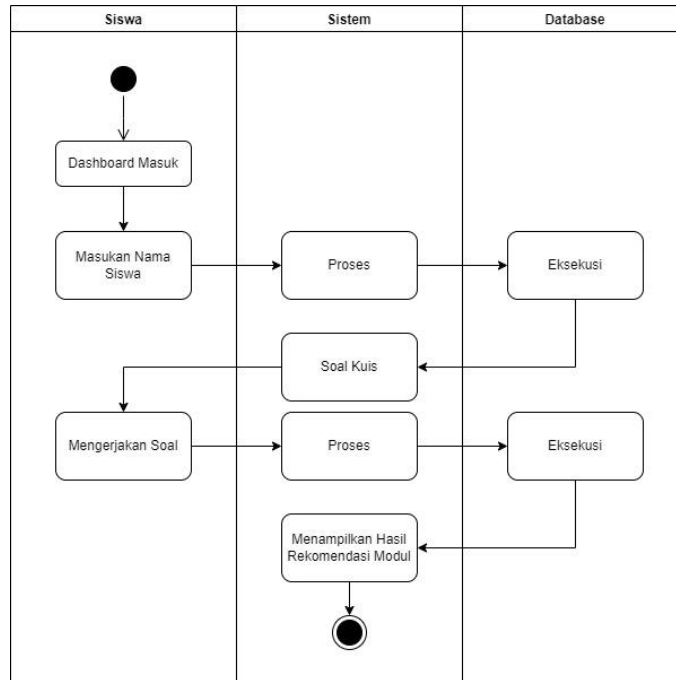 Siswa
Sistem
Database
Dashboard Masuk
Masukan Nama
Siswa
Proses
Eksekusi
Soal Kuis
Mengerjakan Soal
Proses
Eksekusi
Menampilkan Hasil
Rekomendasi Modul